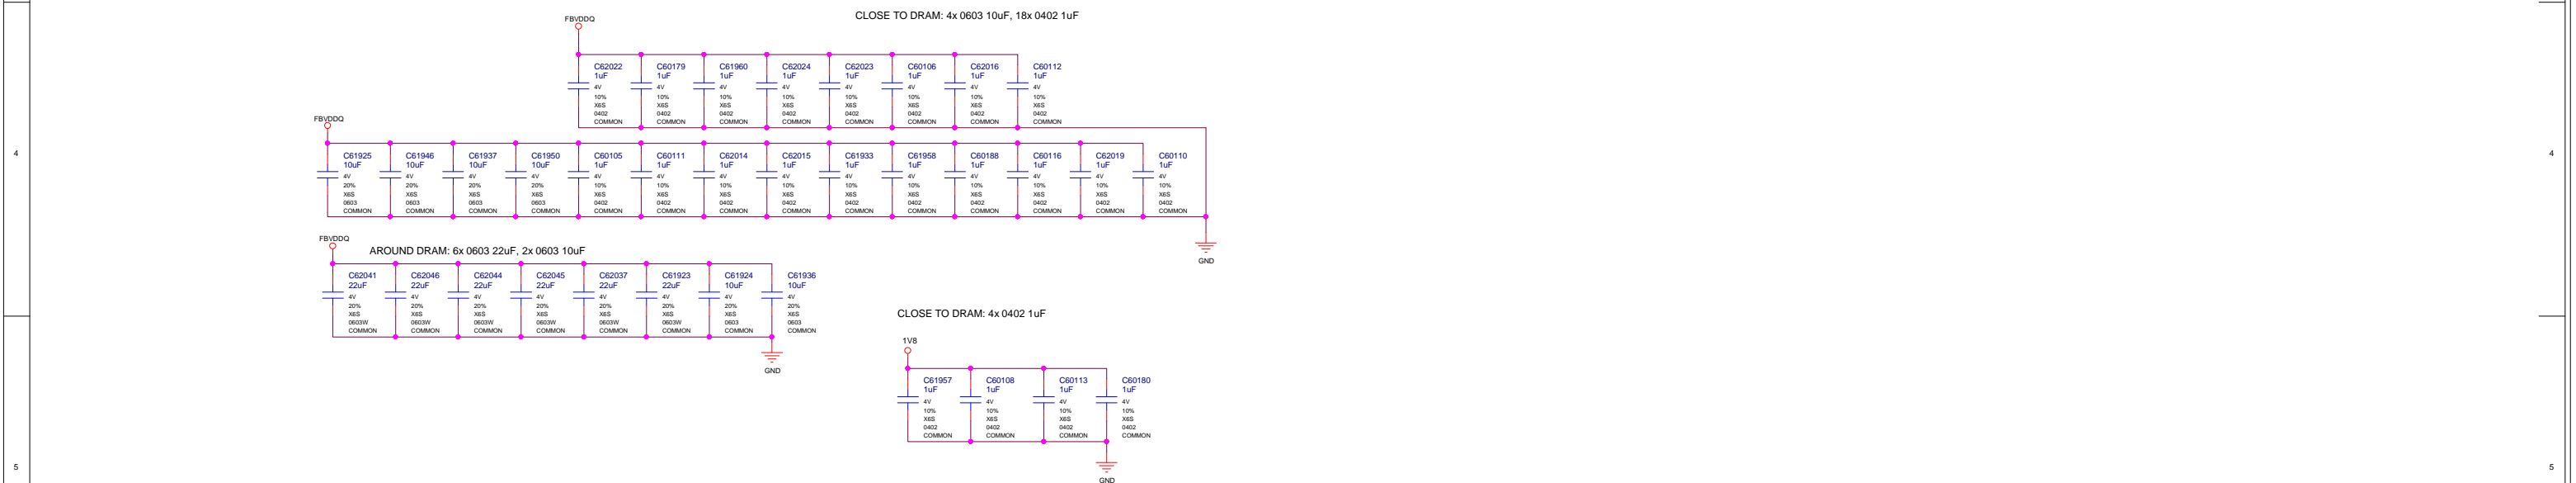 CLOSE TO DRAM: 4x 0603 10uF, 18x 0402 1uF
FBVDDQ
C62022 C60179 C61960 C62024 C62023 C60106 C62016 C60112
1uF 1uF 1uF 1uF 1uF 1uF 1uF 1uF
4V 4V 4V 4V 4V 4V 4V 4V
10% 10% 10% 10% 10% 10% 10% 10%
X6S X6S X6S X6S X6S X6S X6S X6S
0402 0402 0402 0402 0402 0402 0402 0402
COMMON COMMON COMMON COMMON COMMON COMMON COMMON COMMON
FBVDDQ
4 4
C61925 C61946 C61937 C61950 C60105 C60111 C62014 C62015 C61933 C61958 C60188 C60116 C62019 C60110
10uF 10uF 10uF 10uF 1uF 1uF 1uF 1uF 1uF 1uF 1uF 1uF 1uF 1uF
4V 4V 4V 4V 4V 4V 4V 4V 4V 4V 4V 4V 4V 4V
20% 20% 20% 20% 10% 10% 10% 10% 10% 10% 10% 10% 10% 10%
X6S X6S X6S X6S X6S X6S X6S X6S X6S X6S X6S X6S X6S X6S
0603 0603 0603 0603 0402 0402 0402 0402 0402 0402 0402 0402 0402 0402
COMMON COMMON COMMON COMMON COMMON COMMON COMMON COMMON COMMON COMMON COMMON COMMON COMMON COMMON
GND
FBVDDQ
AROUND DRAM: 6x 0603 22uF, 2x 0603 10uF
C62041 C62046 C62044 C62045 C62037 C61923 C61924 C61936
22uF 22uF 22uF 22uF 22uF 22uF 10uF 10uF
4V 4V 4V 4V 4V 4V 4V 4V
20% 20% 20% 20% 20% 20% 20% 20%
X6S X6S X6S X6S X6S X6S X6S X6S
0603W 0603W 0603W 0603W 0603W 0603W 0603 0603
COMMON COMMON COMMON COMMON COMMON COMMON COMMON COMMON
GND
CLOSE TO DRAM: 4x 0402 1uF
1V8
C61957 C60108 C60113 C60180
1uF 1uF 1uF 1uF
4V 4V 4V 4V
10% 10% 10% 10%
X6S X6S X6S X6S
0402 0402 0402 0402
COMMON COMMON COMMON COMMON
5 5
GND